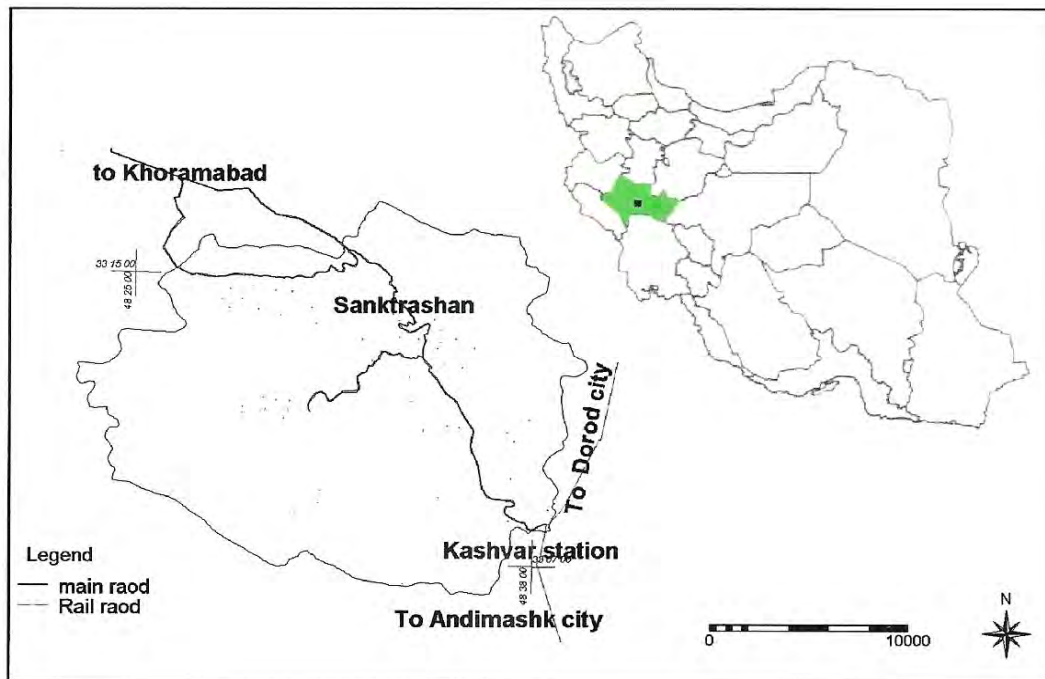 to Khoramabad
33 15 00
48 25 00
Sanktrashan
To Dorod city
Kashvar station
48 38 00
To Andimashk city
Legend
main raod
Rail raod
0 10000
N